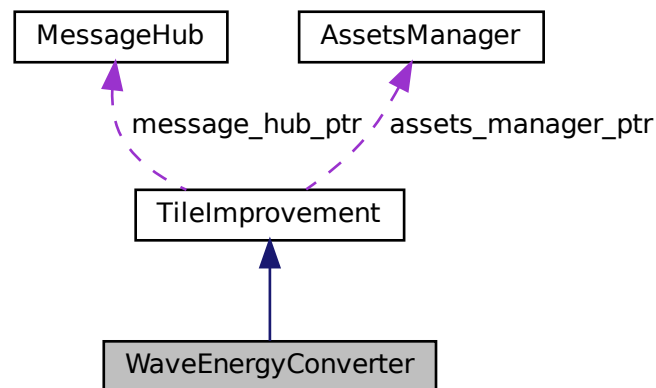 MessageHub
AssetsManager
message_hub_ptr
assets_manager_ptr
TileImprovement
WaveEnergyConverter